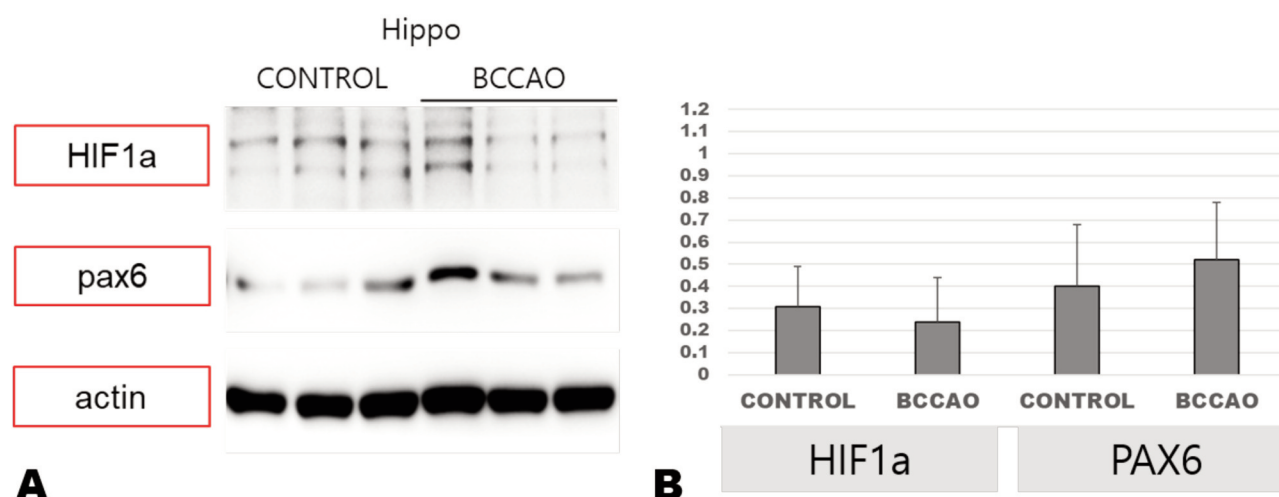 Hippo
CONTROL BCCAO
HIF1a
pax6
actin
A
1.2
1.1
1
0.9
0.8
0.7
0.6
0.5
0.4
0.3
0.2
0.1
0
CONTROL BCCAO CONTROL BCCAO
HIF1a PAX6
B